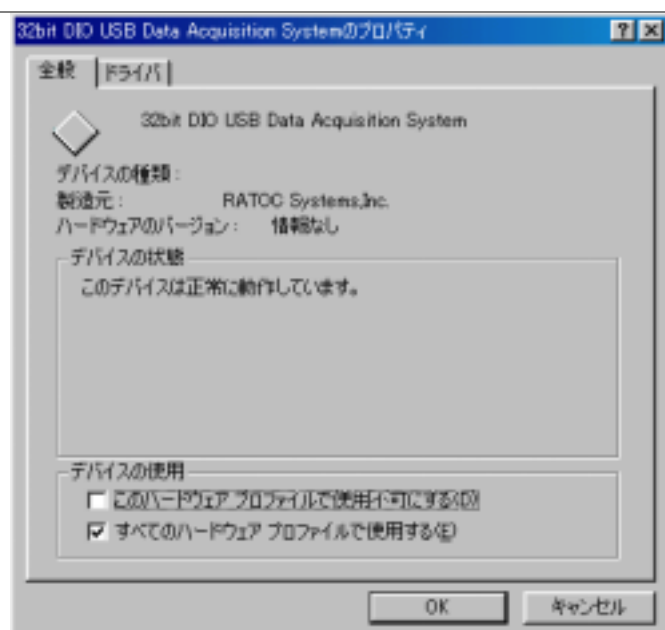 32bit DIO USB Data Acquisition Systemのプロパティ
全般 ドライバ
32bit DIO USB Data Acquisition System
デバイスの種類:
製造元: RATOC Systems,Inc.
ハードウェアのバージョン: 情報なし
デバイスの状態
このデバイスは正常に動作しています。
デバイスの使用
このハードウェア プロファイルで使用不可にする(D)
すべてのハードウェア プロファイルで使用する(E)
OK キャンセル